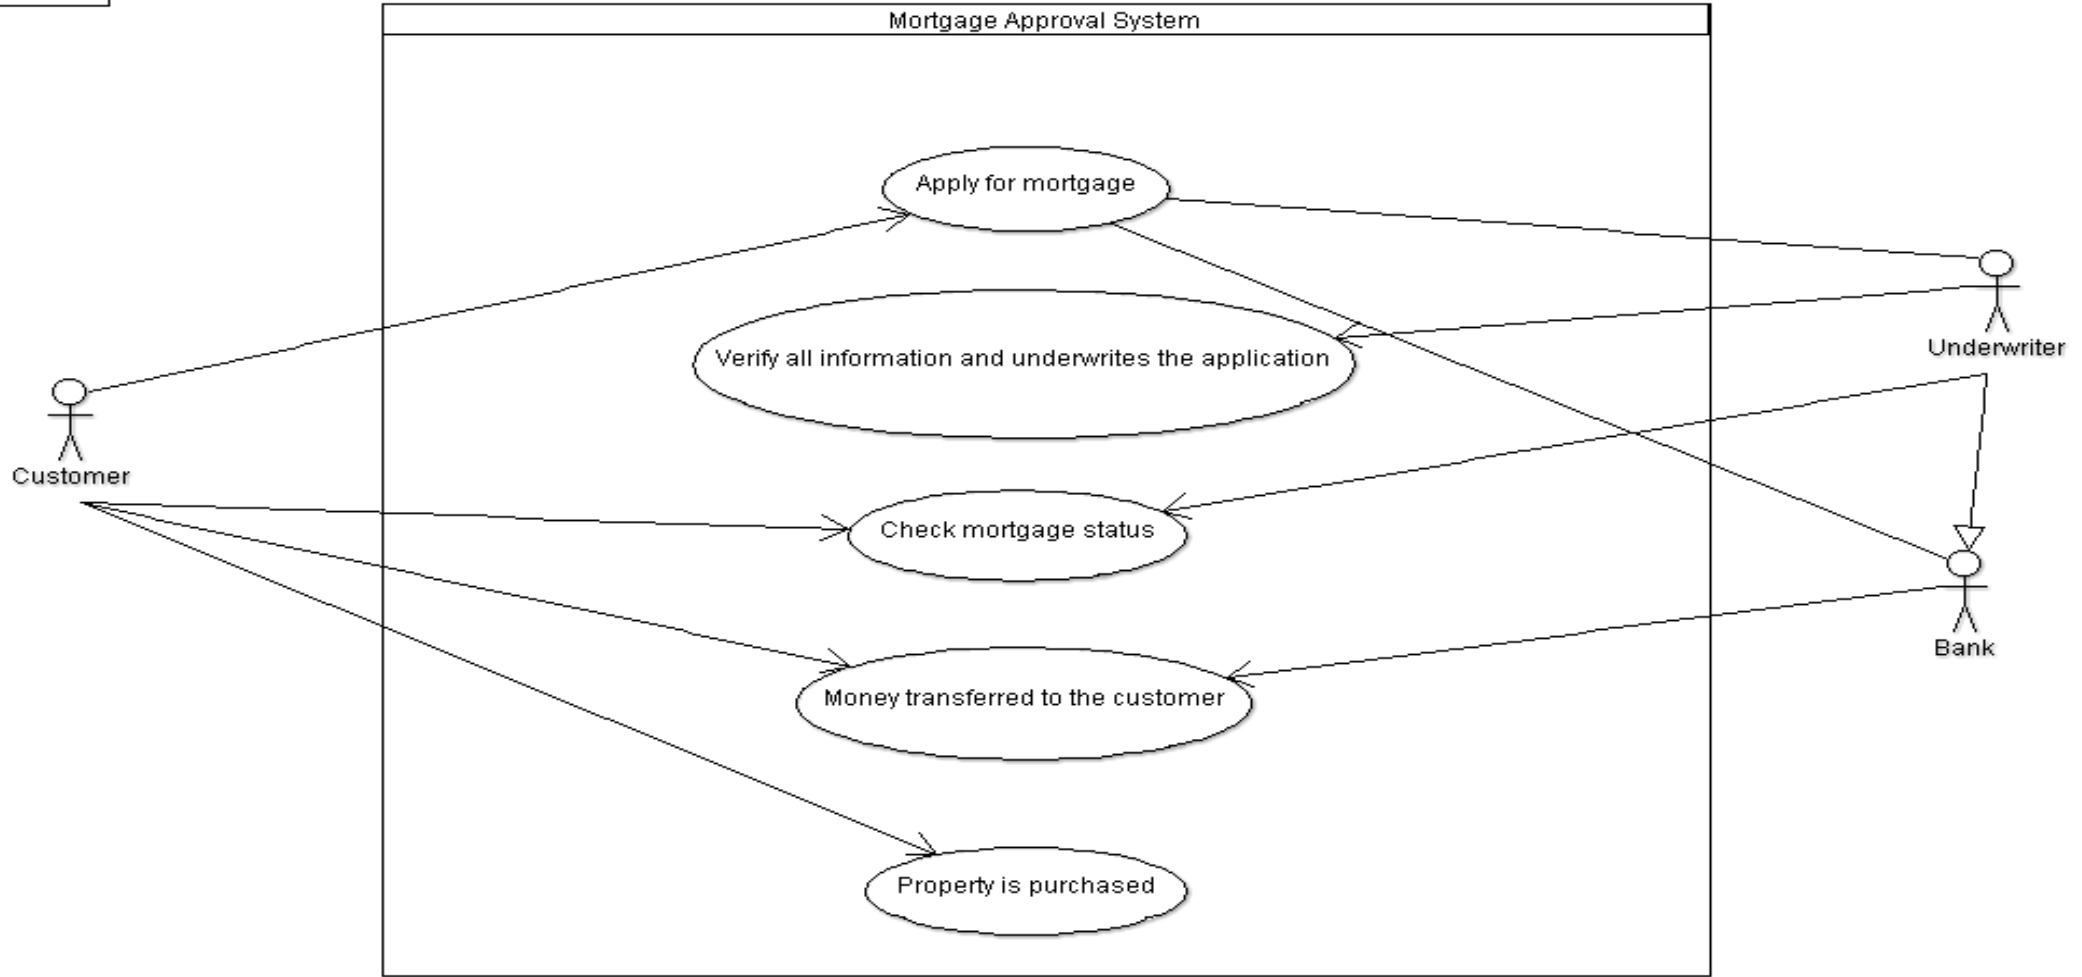 Mortgage Approval System
Apply for mortgage
Underwriter
Verify all information and underwrites the application
Customer
Check mortgage status
Bank
Money transferred to the customer
Property is purchased